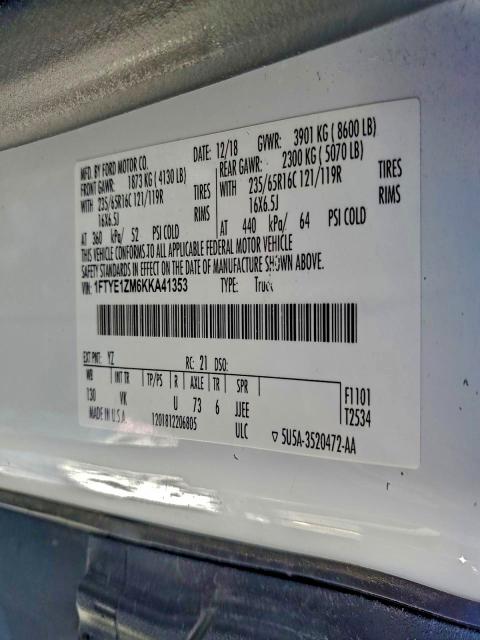 MFD. BY FORD MOTOR CO. DATE: 12/18 GVWR: 3901 KG ( 8600 LB)
FRONT GAWR: 1873 KG ( 4130 LB) REAR GAWR: 2300 KG ( 5070 LB)
WITH 235/65R16C 121/119R TIRES WITH 235/65R16C 121/119R TIRES
16X6.5J RIMS 16X6.5J RIMS
AT 360 kPa/ 52 PSI COLD AT 440 kPa/ 64 PSI COLD
THIS VEHICLE CONFORMS TO ALL APPLICABLE FEDERAL MOTOR VEHICLE
SAFETY STANDARDS IN EFFECT ON THE DATE OF MANUFACTURE SHOWN ABOVE.
VIN: 1FTYE1ZM6KKA41353 TYPE: Truck
EXT PNT: YZ RC: 21 DSO:
WB INT TR TP/PS R AXLE TR SPR
130 VK U 73 6 JJEE F1101
MADE IN U.S.A. 1201812206805 ULC T2534
▽ 5U5A-3520472-AA